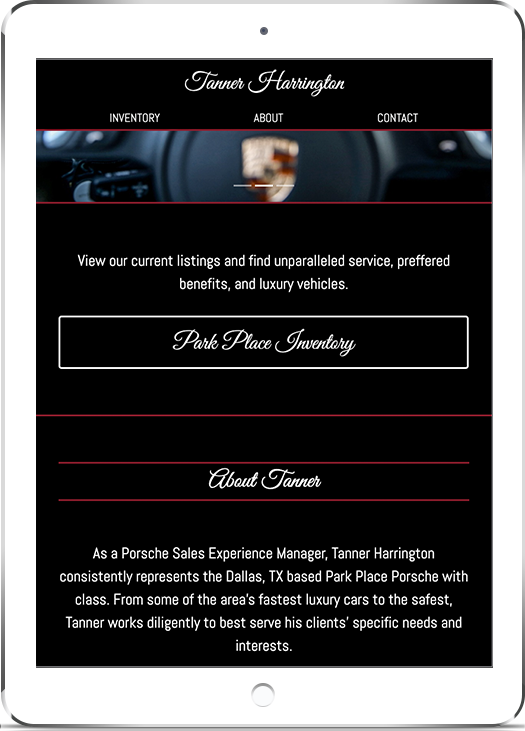 Tanner Harrington
INVENTORY ABOUT CONTACT
View our current listings and find unparalleled service, preffered
benefits, and luxury vehicles.
Park Place Inventory
About Tanner
As a Porsche Sales Experience Manager, Tanner Harrington
consistently represents the Dallas, TX based Park Place Porsche with
class. From some of the area's fastest luxury cars to the safest,
Tanner works diligently to best serve his clients' specific needs and
interests.